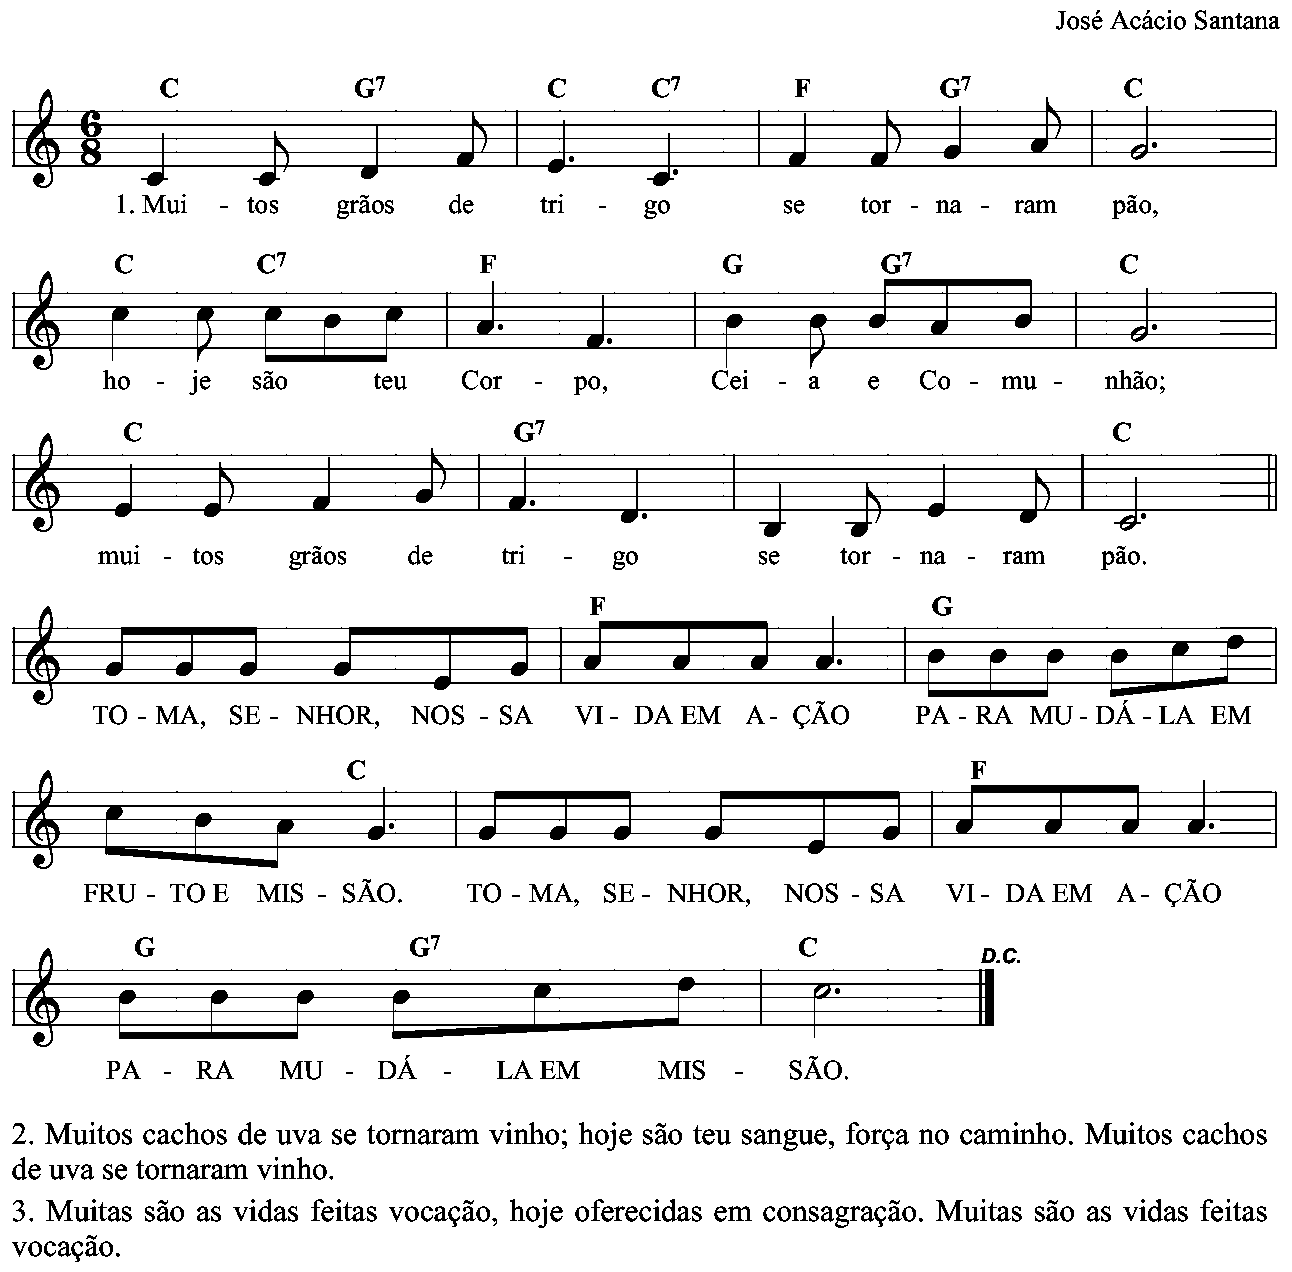 José Acácio Santana
C G7 C C7 F G7 C
6
8
1. Mui - tos grãos de tri - go se tor - na - ram pão,
C C7 F G G7 C
ho - je são teu Cor - po, Cei - a e Co - mu - nhão;
C G7 C
mui - tos grãos de tri - go se tor - na - ram pão.
F G
TO - MA, SE - NHOR, NOS - SA VI - DA EM A - ÇÃO PA - RA MU - DÁ - LA EM
C F
FRU - TO E MIS - SÃO. TO - MA, SE - NHOR, NOS - SA VI - DA EM A - ÇÃO
G G7 C D.C.
PA - RA MU - DÁ - LA EM MIS - SÃO.
2. Muitos cachos de uva se tornaram vinho; hoje são teu sangue, força no caminho. Muitos cachos
de uva se tornaram vinho.
3. Muitas são as vidas feitas vocação, hoje oferecidas em consagração. Muitas são as vidas feitas
vocação.